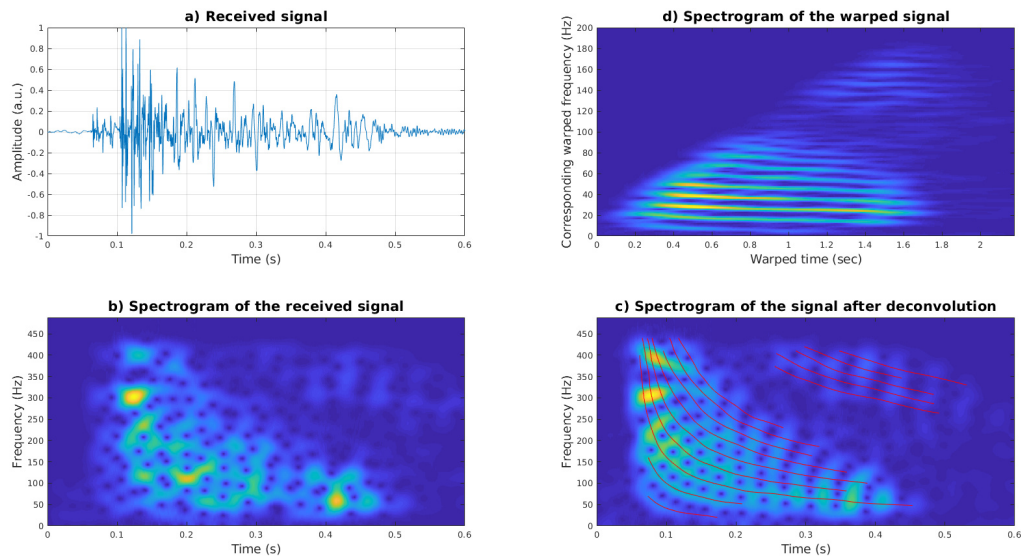 a) Received signal
Amplitude (a.u.)
1
0.8
0.6
0.4
0.2
0
-0.2
-0.4
-0.6
-0.8
-1
0 0.1 0.2 0.3 0.4 0.5 0.6
Time (s)
d) Spectrogram of the warped signal
Corresponding warped frequency (Hz)
200
180
160
140
120
100
80
60
40
20
0
0 0.2 0.4 0.6 0.8 1 1.2 1.4 1.6 1.8 2
Warped time (sec)
b) Spectrogram of the received signal
Frequency (Hz)
450
400
350
300
250
200
150
100
50
0
0 0.1 0.2 0.3 0.4 0.5 0.6
Time (s)
c) Spectrogram of the signal after deconvolution
Frequency (Hz)
450
400
350
300
250
200
150
100
50
0
0 0.1 0.2 0.3 0.4 0.5 0.6
Time (s)